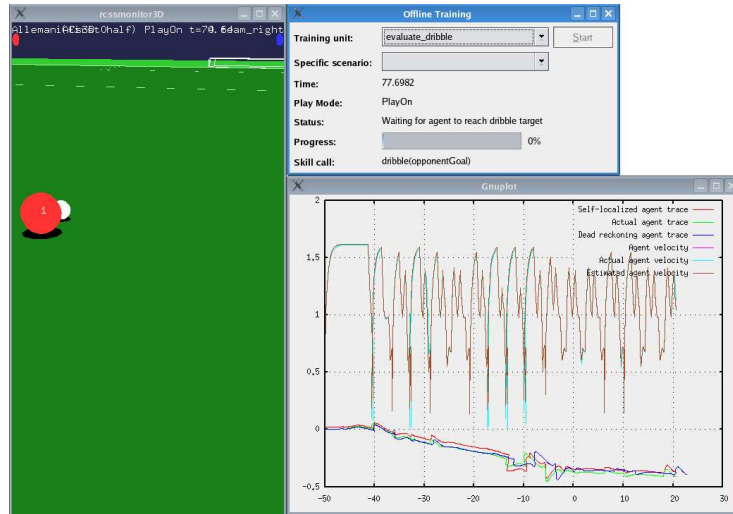 rcssmonitor3D
PlayOn
1
Offline Training
Training unit:
evaluate_dribble
Start
Specific scenario:
Time:
77.6982
Play Mode:
PlayOn
Status:
Waiting for agent to reach dribble target
Progress:
0%
Skill call:
dribble(opponentGoal)
Gnuplot
Self-localized agent trace
Actual agent trace
Dead reckoning agent trace
Agent velocity
Actual agent velocity
Estimated agent velocity
2
1.5
1
0.5
0
-0.5
-50 -40 -30 -20 -10 0 10 20 30